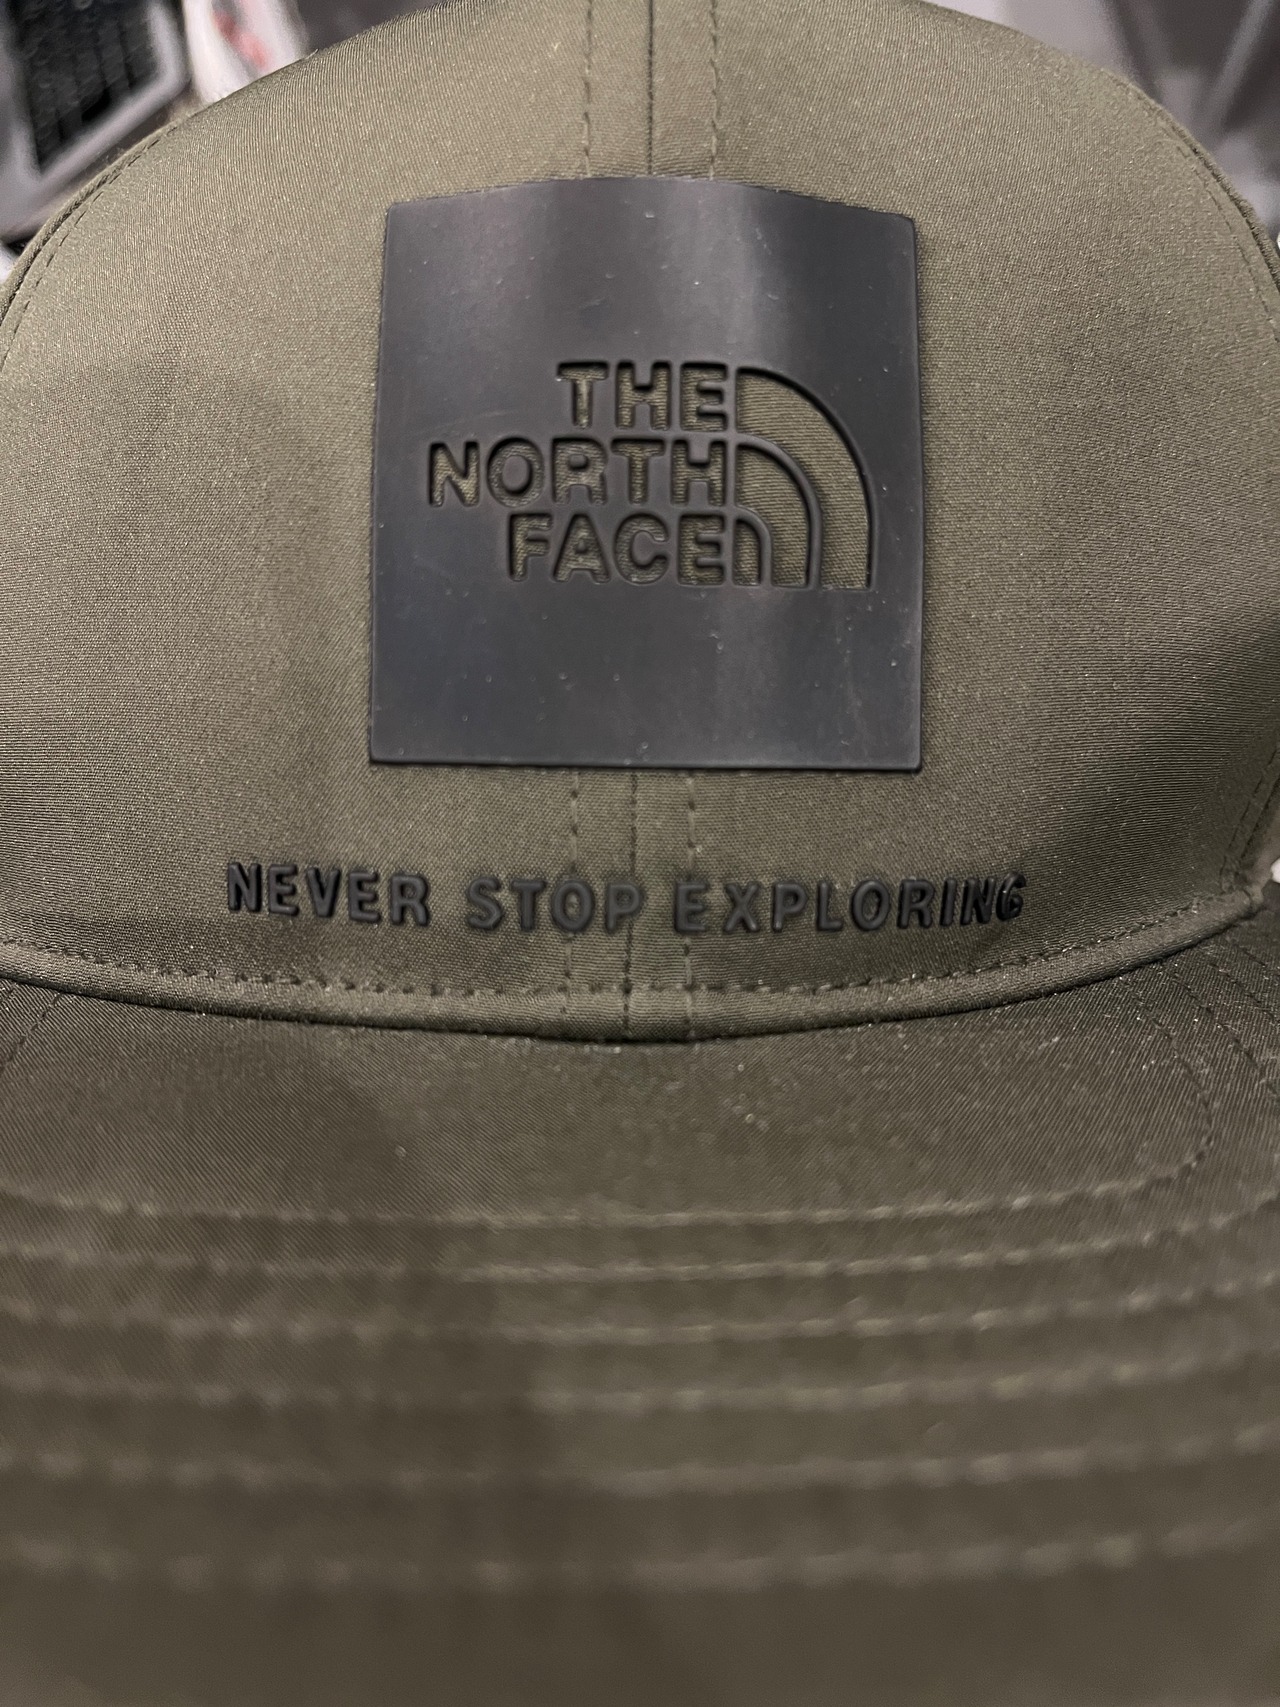 THE
NORTH
FACE
NEVER STOP EXPLORING